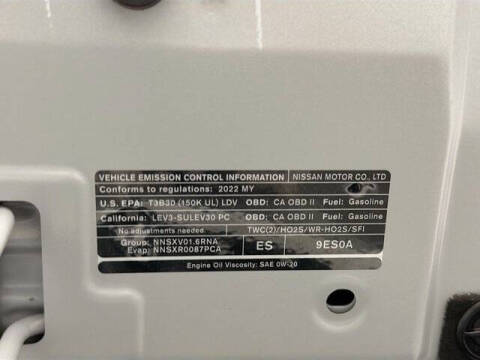 VEHICLE EMISSION CONTROL INFORMATION NISSAN MOTOR CO., LTD
Conforms to regulations: 2022 MY
U.S. EPA: T3B30 (150K UL) LDV OBD: CA OBD II Fuel: Gasoline
California: LEV3-SULEV30 PC OBD: CA OBD II Fuel: Gasoline
No adjustments needed. TWC(2)/HO2S/WR-HO2S/SFI
Group: NNSXV01.6RNA
Evap: NNSXR0087PCA
ES 9ES0A
Engine Oil Viscosity: SAE 0W-20